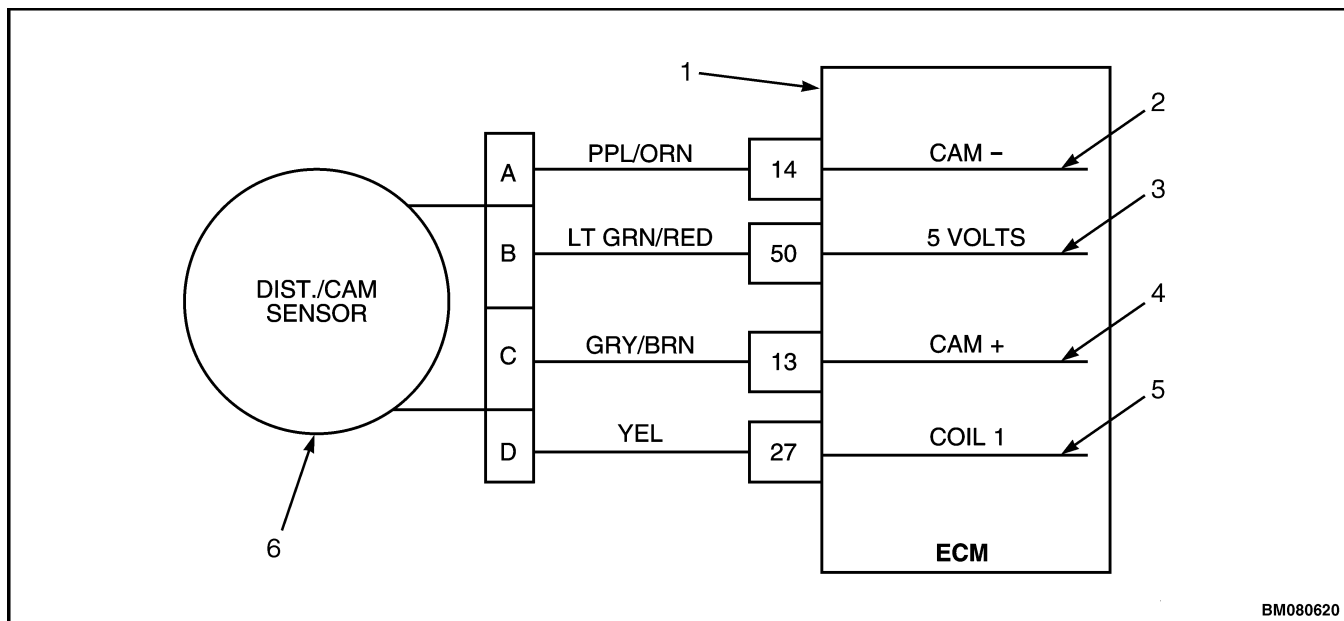 1
2
A
PPL/ORN
14
CAM −
3
B
LT GRN/RED
50
5 VOLTS
DIST./CAM
SENSOR
4
C
GRY/BRN
13
CAM +
5
D
YEL
27
COIL 1
6
ECM
BM080620